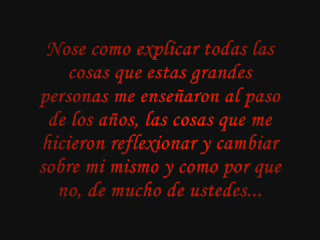 Nose como explicar todas las
cosas que estas grandes
personas me enseñaron al paso
de los años, las cosas que me
hicieron reflexionar y cambiar
sobre mi mismo y como por que
no, de mucho de ustedes...